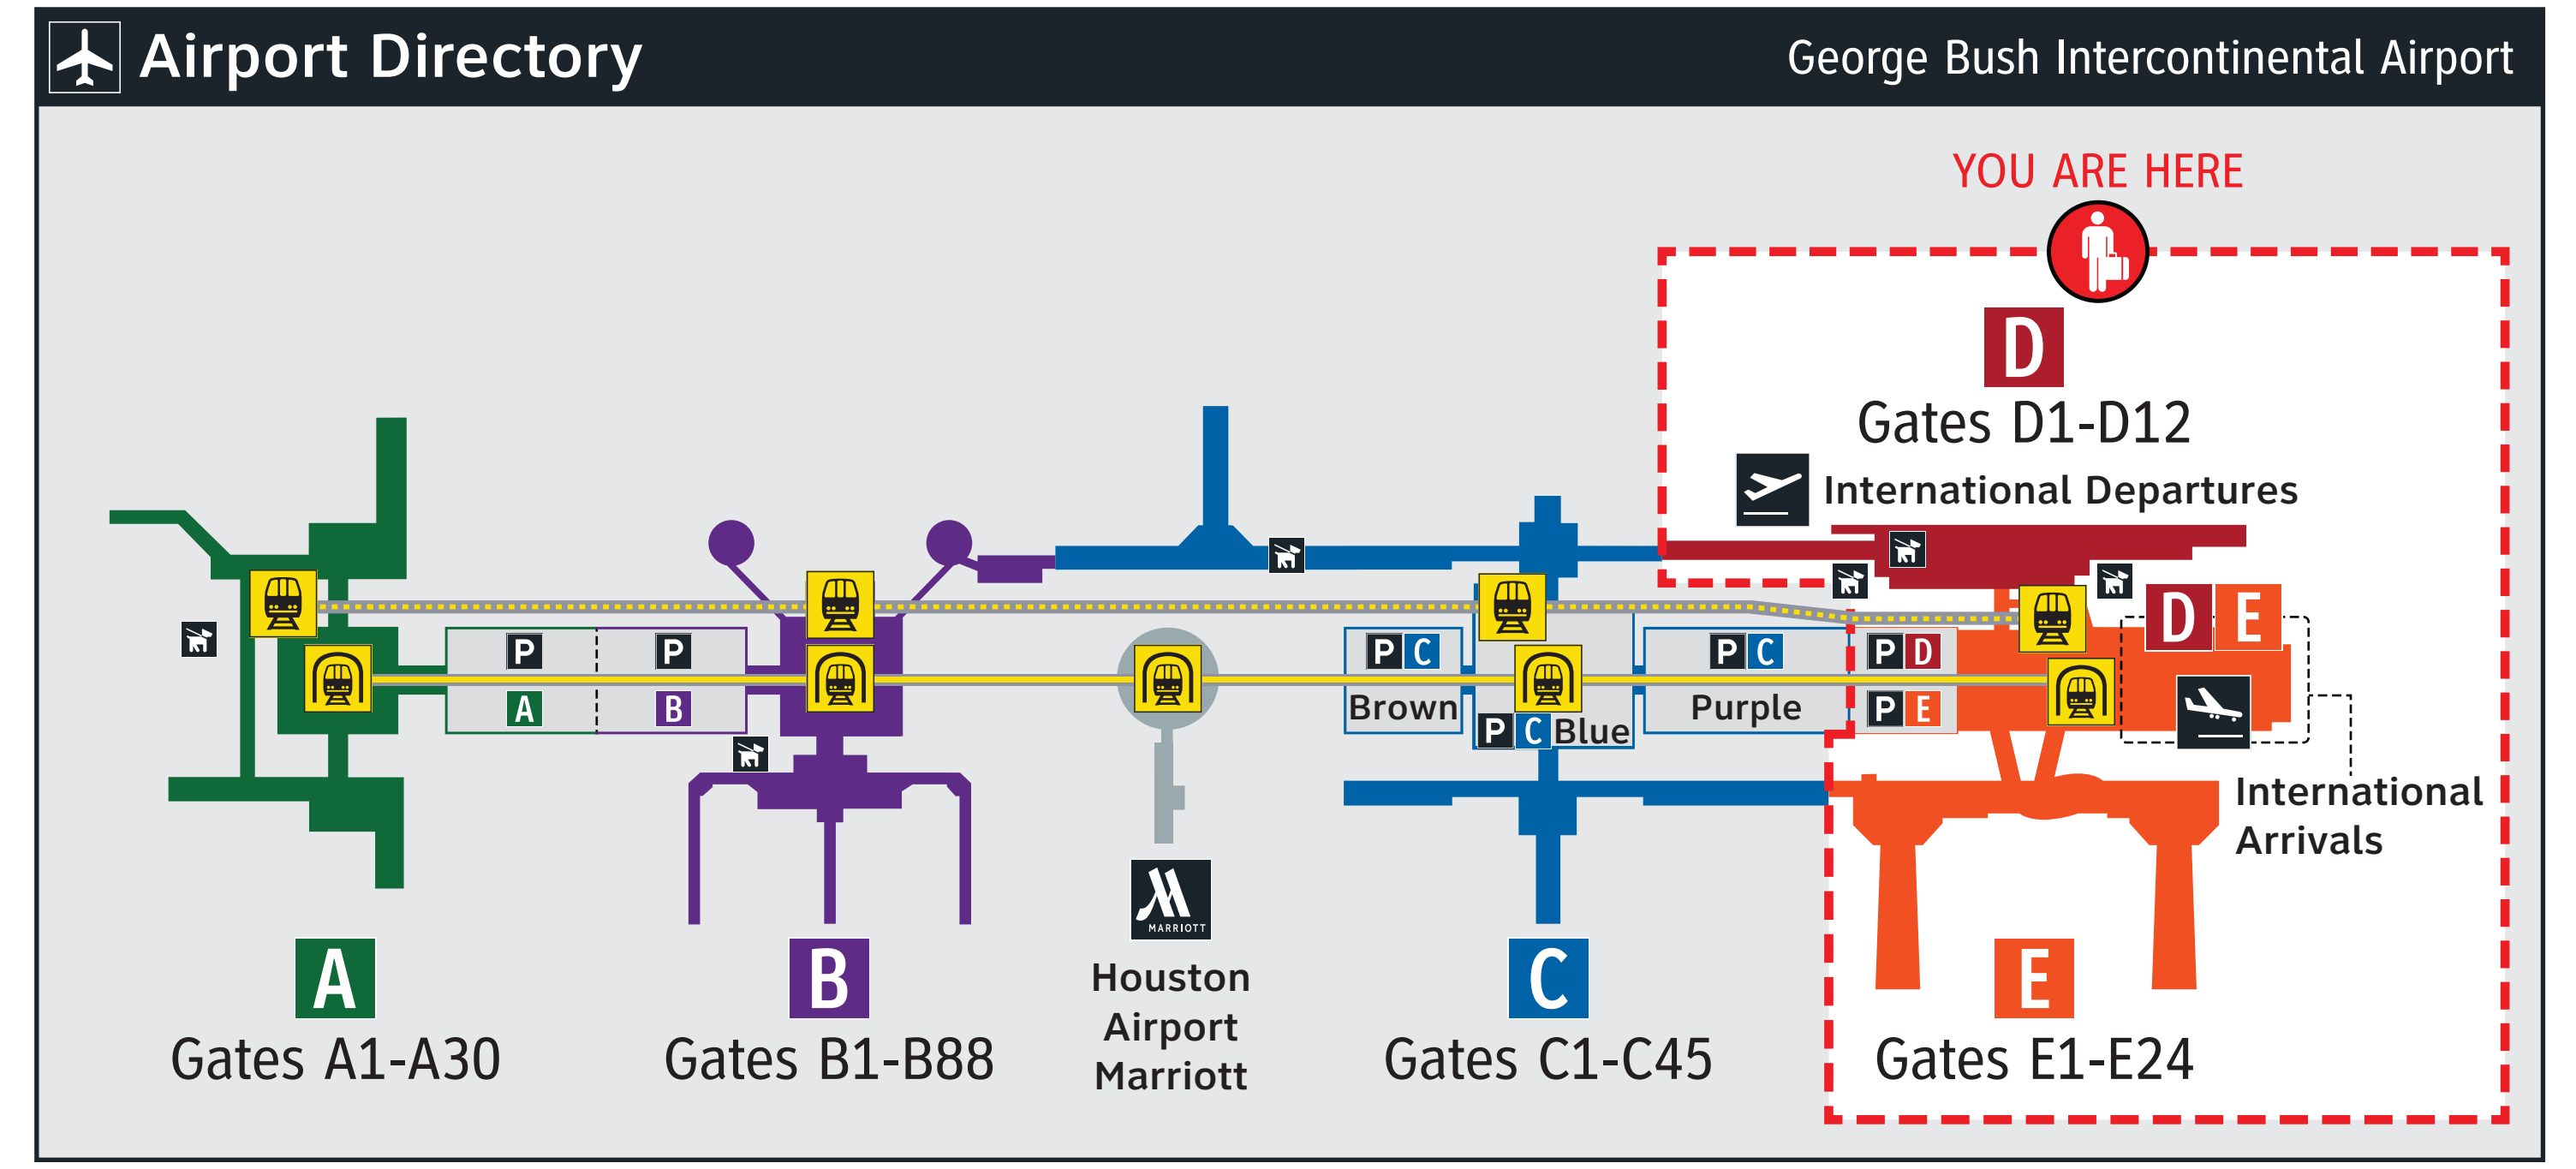 Airport Directory
George Bush Intercontinental Airport
YOU ARE HERE
D
Gates D1-D12
International Departures
P
A
P
B
P C
Brown
P C Blue
P C
Purple
P D
P E
D E
International
Arrivals
MARRIOTT
Houston
Airport
Marriott
A
Gates A1-A30
B
Gates B1-B88
C
Gates C1-C45
E
Gates E1-E24